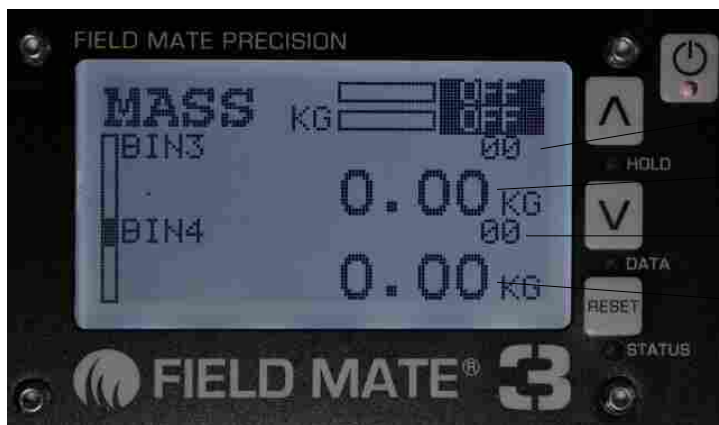 FIELD MATE PRECISION
MASS
KG
OFF
OFF
BIN3
00
0.00 KG
BIN4
00
0.00 KG
HOLD
DATA
RESET
STATUS
FIELD MATE® 3